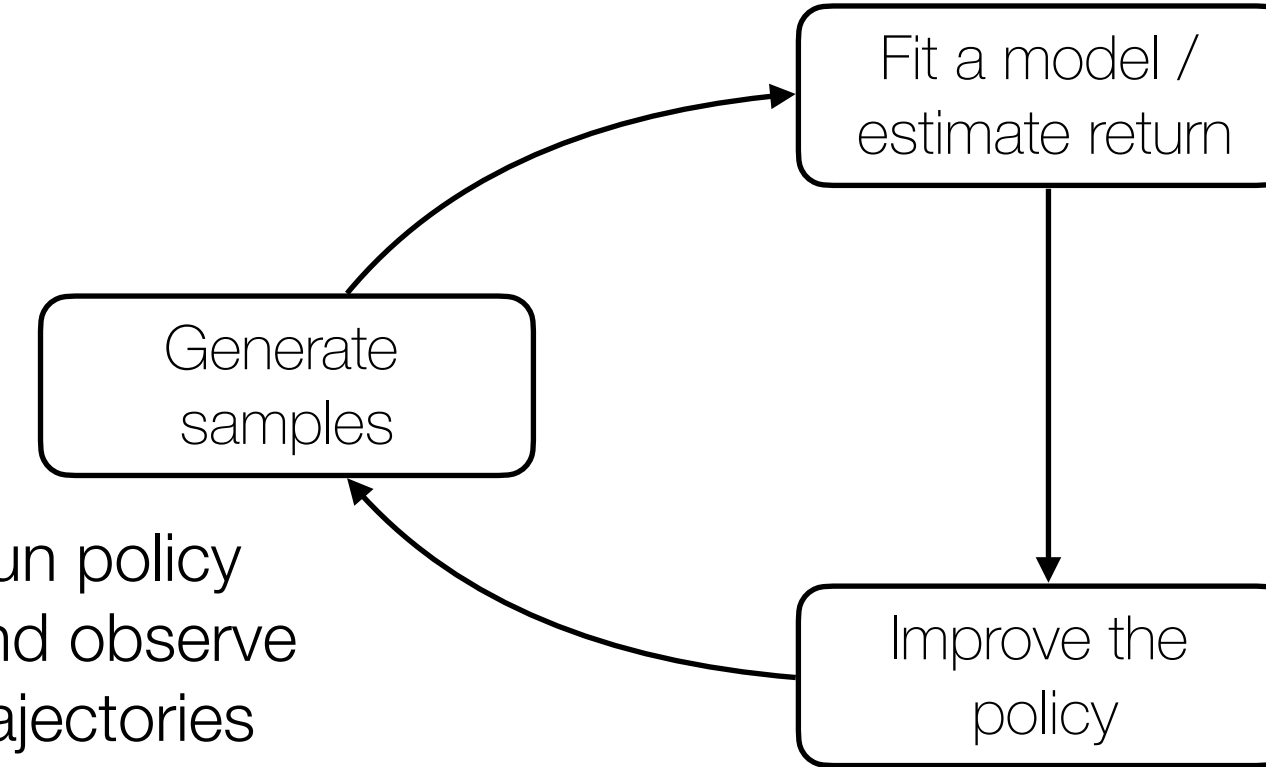 Fit a model /
estimate return
Generate
samples
un policy
nd observe
ajectories
Improve the
policy